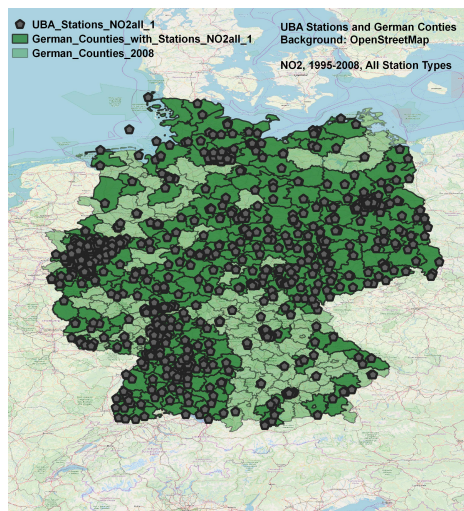 UBA_Stations_NO2all_1
German_Counties_with_Stations_NO2all_1
German_Counties_2008
UBA Stations and German Conties
Background: OpenStreetMap
NO2, 1995-2008, All Station Types